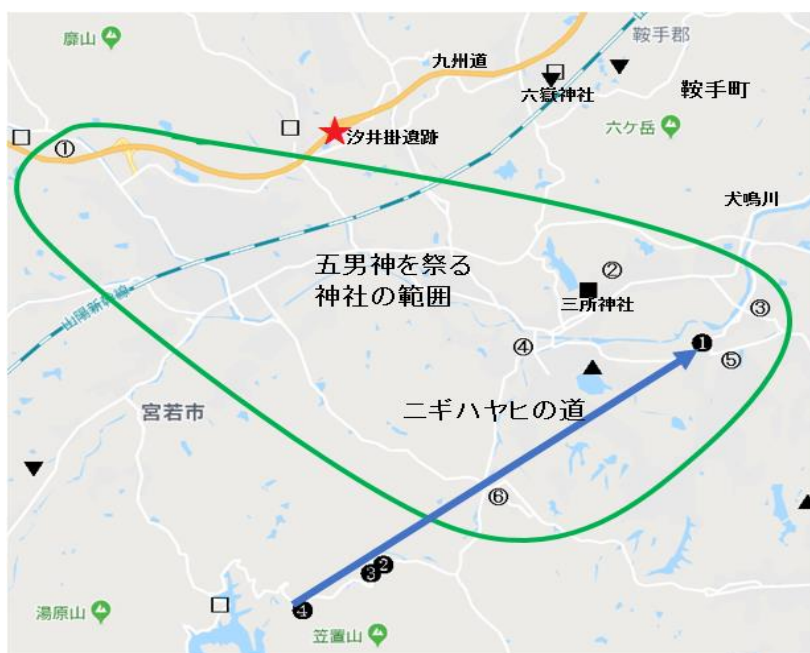 廓山
九州道
鞍手郡
六嶽神社
鞍手町
汐井掛遺跡
六ケ岳
①
犬鳴川
五男神を祭る
神社の範囲
②
三所神社
③
山陽新幹線
④
❶
⑤
ニギハヤヒの道
宮若市
⑥
❷
❸
❹
湯原山
笠置山